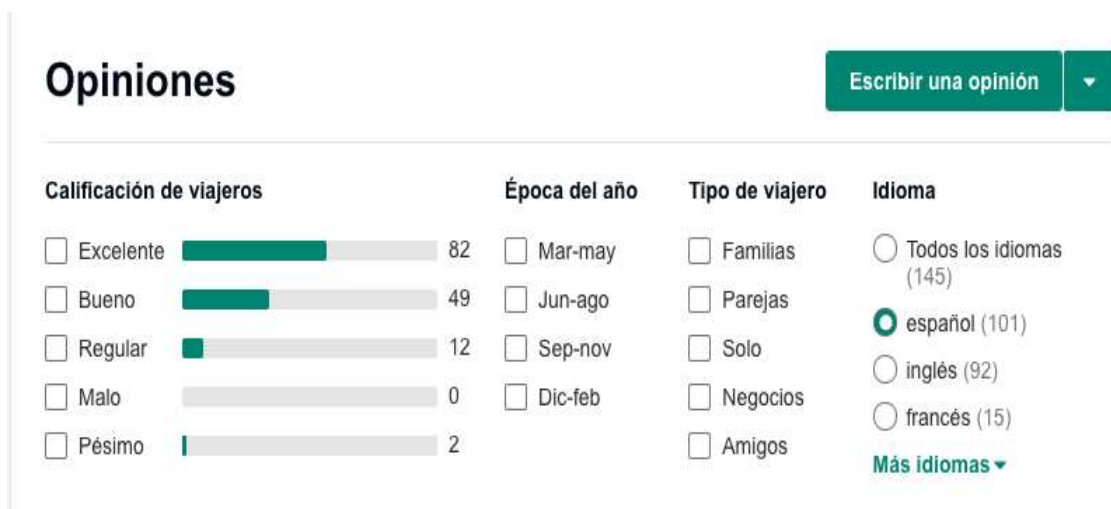 Opiniones
Escribir una opinión
Calificación de viajeros
Excelente 82
Bueno 49
Regular 12
Malo 0
Pésimo 2
Época del año
Mar-may
Jun-ago
Sep-nov
Dic-feb
Tipo de viajero
Familias
Parejas
Solo
Negocios
Amigos
Idioma
Todos los idiomas
(145)
español (101)
inglés (92)
francés (15)
Más idiomas